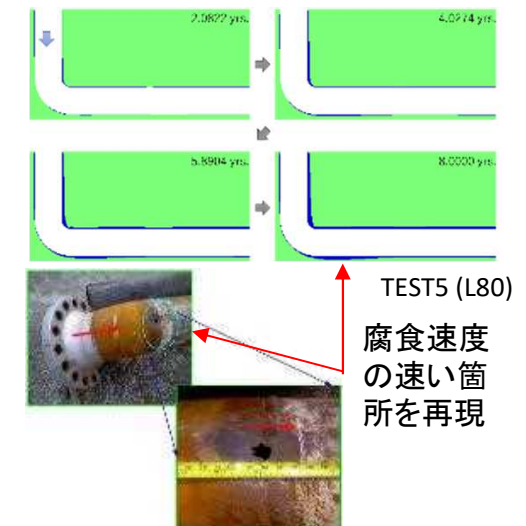 2.0822 yrs.
4.0274 yrs.
5.8904 yrs.
8.0000 yrs.
TEST5 (L80)
腐食速度
の速い箇
所を再現